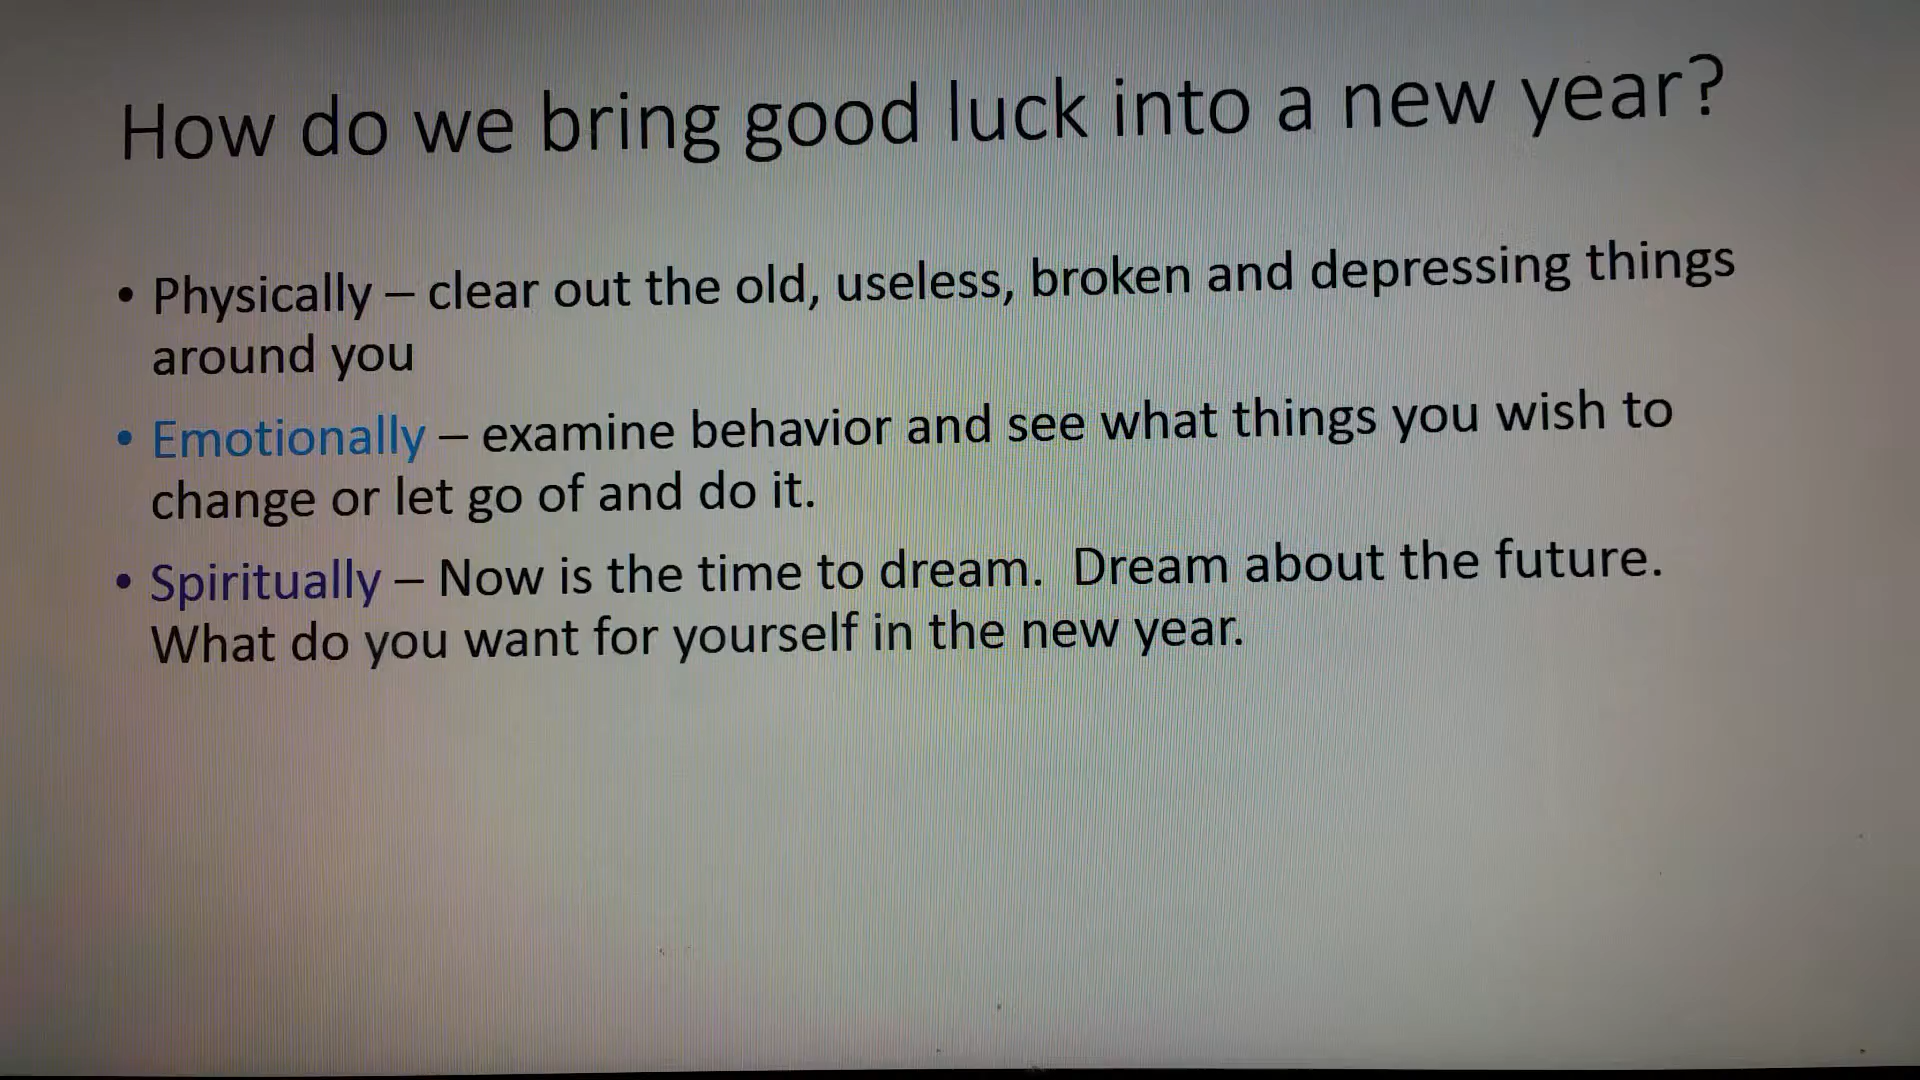 How do we bring good luck into a new year?
• Physically – clear out the old, useless, broken and depressing things
around you
• Emotionally – examine behavior and see what things you wish to
change or let go of and do it.
• Spiritually – Now is the time to dream.  Dream about the future.
What do you want for yourself in the new year.